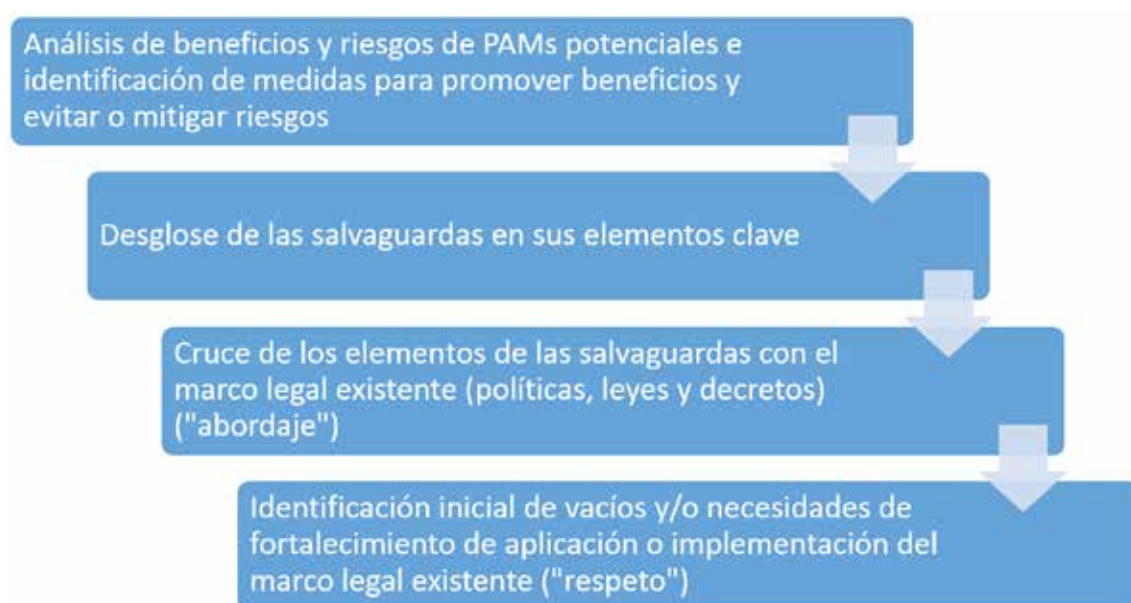 Análisis de beneficios y riesgos de PAMs potenciales e
identificación de medidas para promover beneficios y
evitar o mitigar riesgos
Desglose de las salvaguardas en sus elementos clave
Cruce de los elementos de las salvaguardas con el
marco legal existente (políticas, leyes y decretos)
("abordaje")
Identificación inicial de vacíos y/o necesidades de
fortalecimiento de aplicación o implementación del
marco legal existente ("respeto")